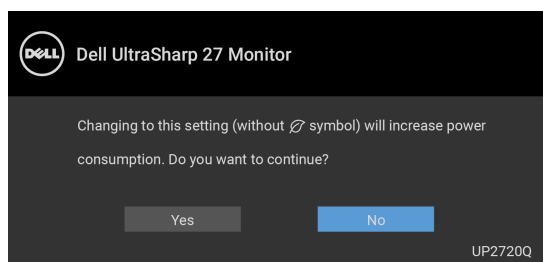 DELL
Dell UltraSharp 27 Monitor
Changing to this setting (without symbol) will increase power
consumption. Do you want to continue?
Yes
No
UP2720Q